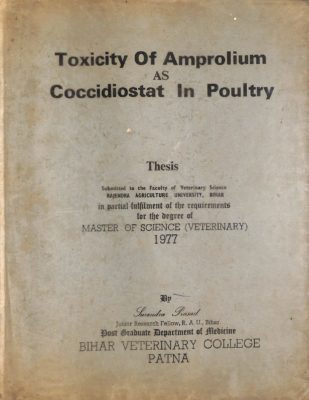 Toxicity Of Amprolium
AS
Coccidiostat In Poultry
Thesis
Submitted to the Faculty of Veterinary Science
RAJENDRA AGRICULTURE UNIVERSITY, BIHAR
in partial fulfilment of the requirements
for the degree of
MASTER OF SCIENCE (VETERINARY)
1977
By
Surendra Prasad
Junior Research Fellow, R. A. U., Bihar
Post Graduate Department of Medicine
BIHAR VETERINARY COLLEGE
PATNA